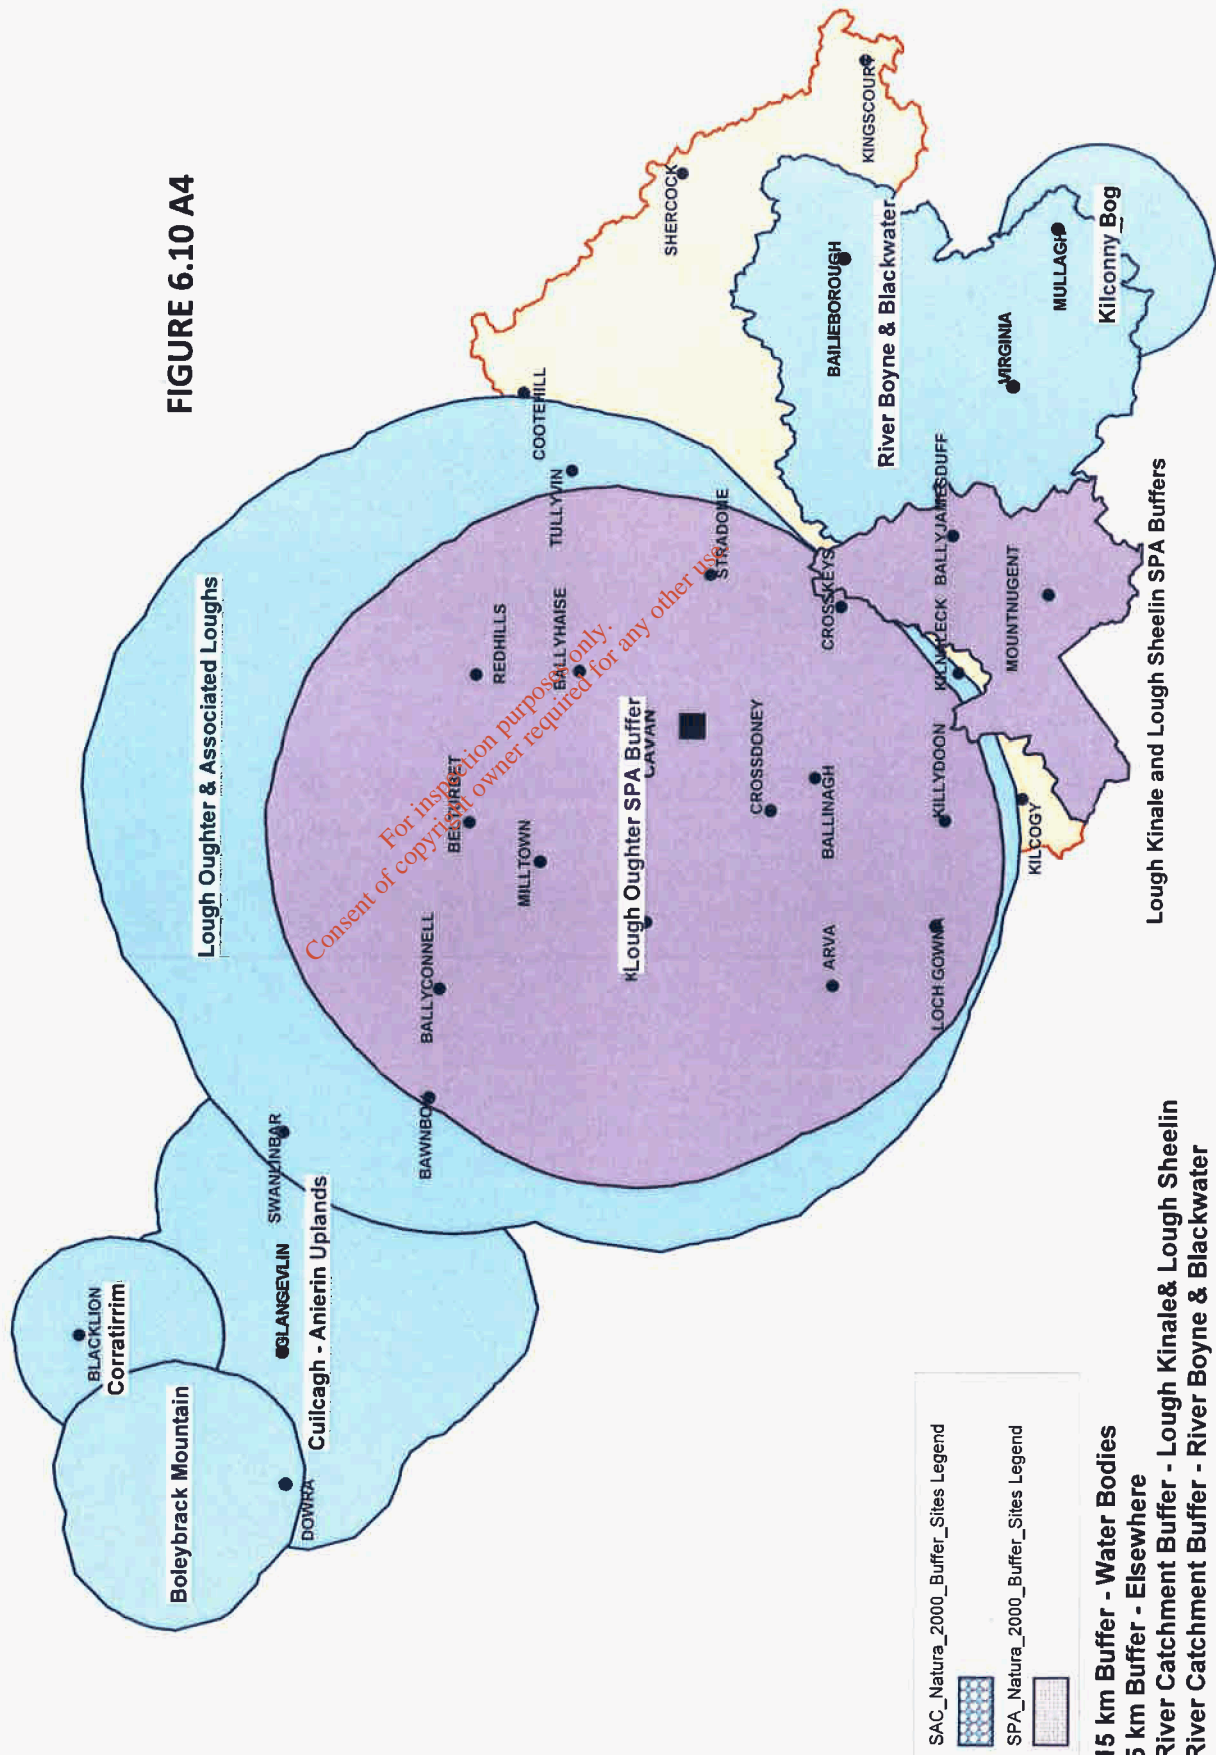 FIGURE 6.10 A4
BLACKLION
Corratirrim
Boleybrack Mountain
GLANGEVLIN
SWANLINBAR
DOWRA
Cuilcagh - Anierin Uplands
Lough Oughter & Associated Loughs
BAWNBOY
BALLYCONNELL
BELTURBET
REDHILLS
MILLTOWN
BALLYHAISE
TULLYVIN
COOTEHILL
SHERCOCK
KINGSCOURT
Lough Oughter SPA Buffer
CAVAN
STRADONE
CROSSDONEY
BALLINAGH
ARVA
CROSSKEYS
BAILIEBOROUGH
River Boyne & Blackwater
VIRGINIA
MULLAGH
Kilconny_Bog
LOCH GOWNA
KILLYDOON
KILNALECK
BALLYJAMESDUFF
MOUNTNUGENT
KILCOGY
Lough Kinale and Lough Sheelin SPA Buffers
For inspection purposes only.
Consent of copyright owner required for any other use.
SAC_Natura_2000_Buffer_Sites Legend
SPA_Natura_2000_Buffer_Sites Legend
15 km Buffer - Water Bodies
5 km Buffer - Elsewhere
River Catchment Buffer - Lough Kinale& Lough Sheelin
River Catchment Buffer - River Boyne & Blackwater